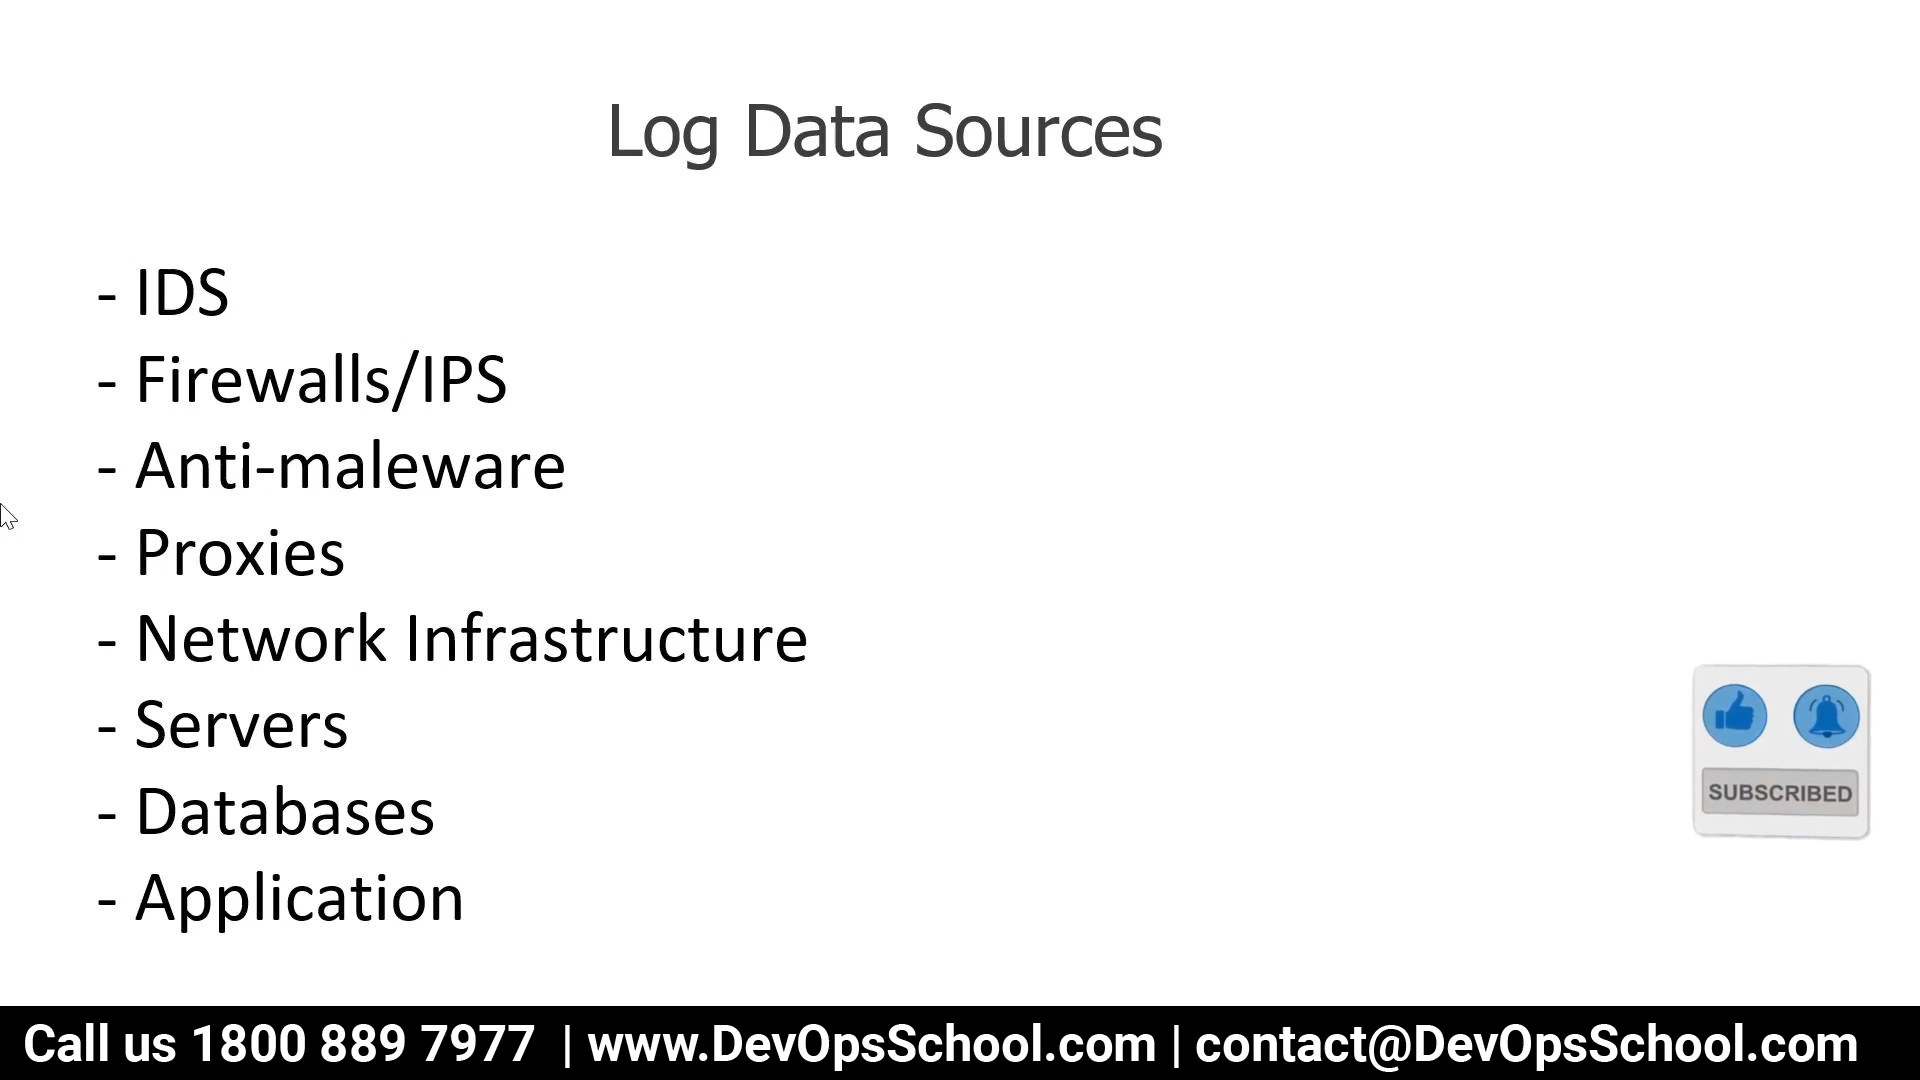 Log Data Sources
- IDS
- Firewalls/IPS
- Anti-maleware
- Proxies
- Network Infrastructure
- Servers
- Databases
- Application
SUBSCRIBED
Call us 1800 889 7977 | www.DevOpsSchool.com | contact@DevOpsSchool.com